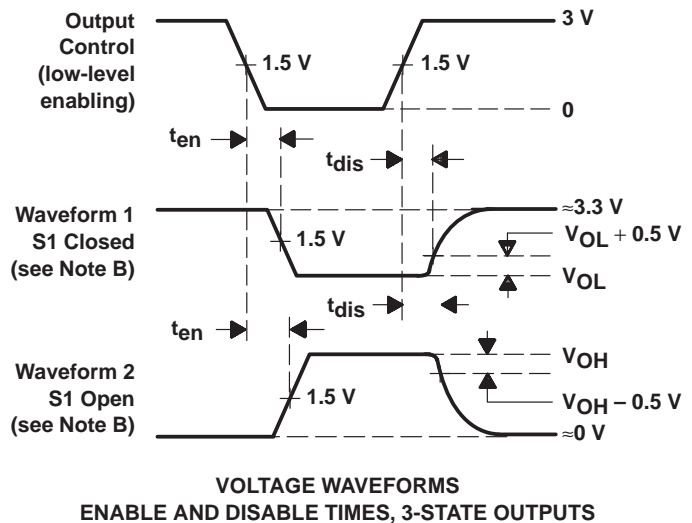 Output
Control
(low-level
enabling)
3 V
1.5 V
1.5 V
0
ten
tdis
Waveform 1
S1 Closed
(see Note B)
≈3.3 V
1.5 V
VOL + 0.5 V
VOL
ten
tdis
Waveform 2
S1 Open
(see Note B)
1.5 V
VOH
VOH – 0.5 V
≈0 V
VOLTAGE WAVEFORMS
ENABLE AND DISABLE TIMES, 3-STATE OUTPUTS